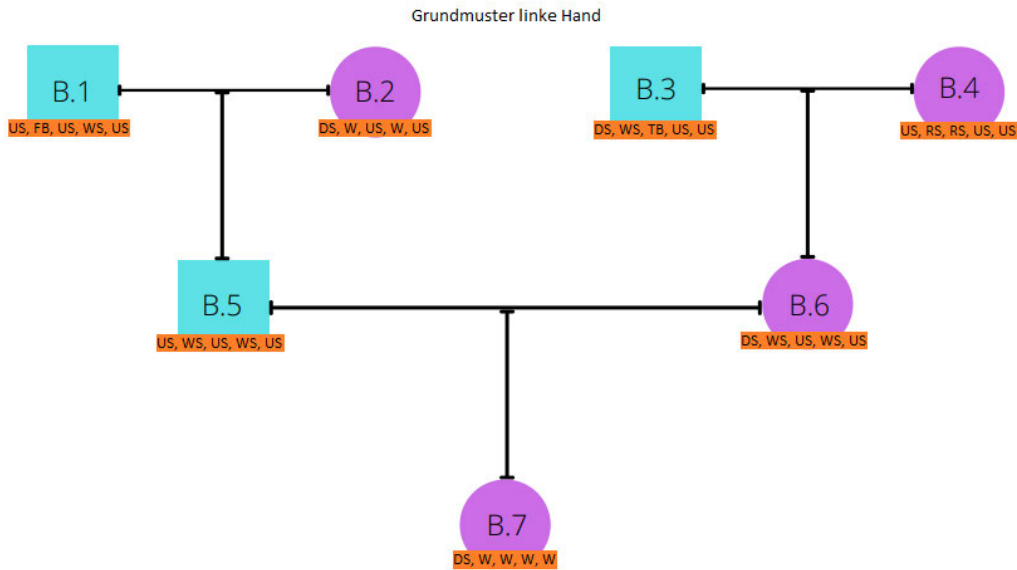 Grundmuster linke Hand
B.1
US, FB, US, WS, US
B.2
DS, W, US, W, US
B.3
DS, WS, TB, US, US
B.4
US, RS, RS, US, US
B.5
US, WS, US, WS, US
B.6
DS, WS, US, WS, US
B.7
DS, W, W, W, W